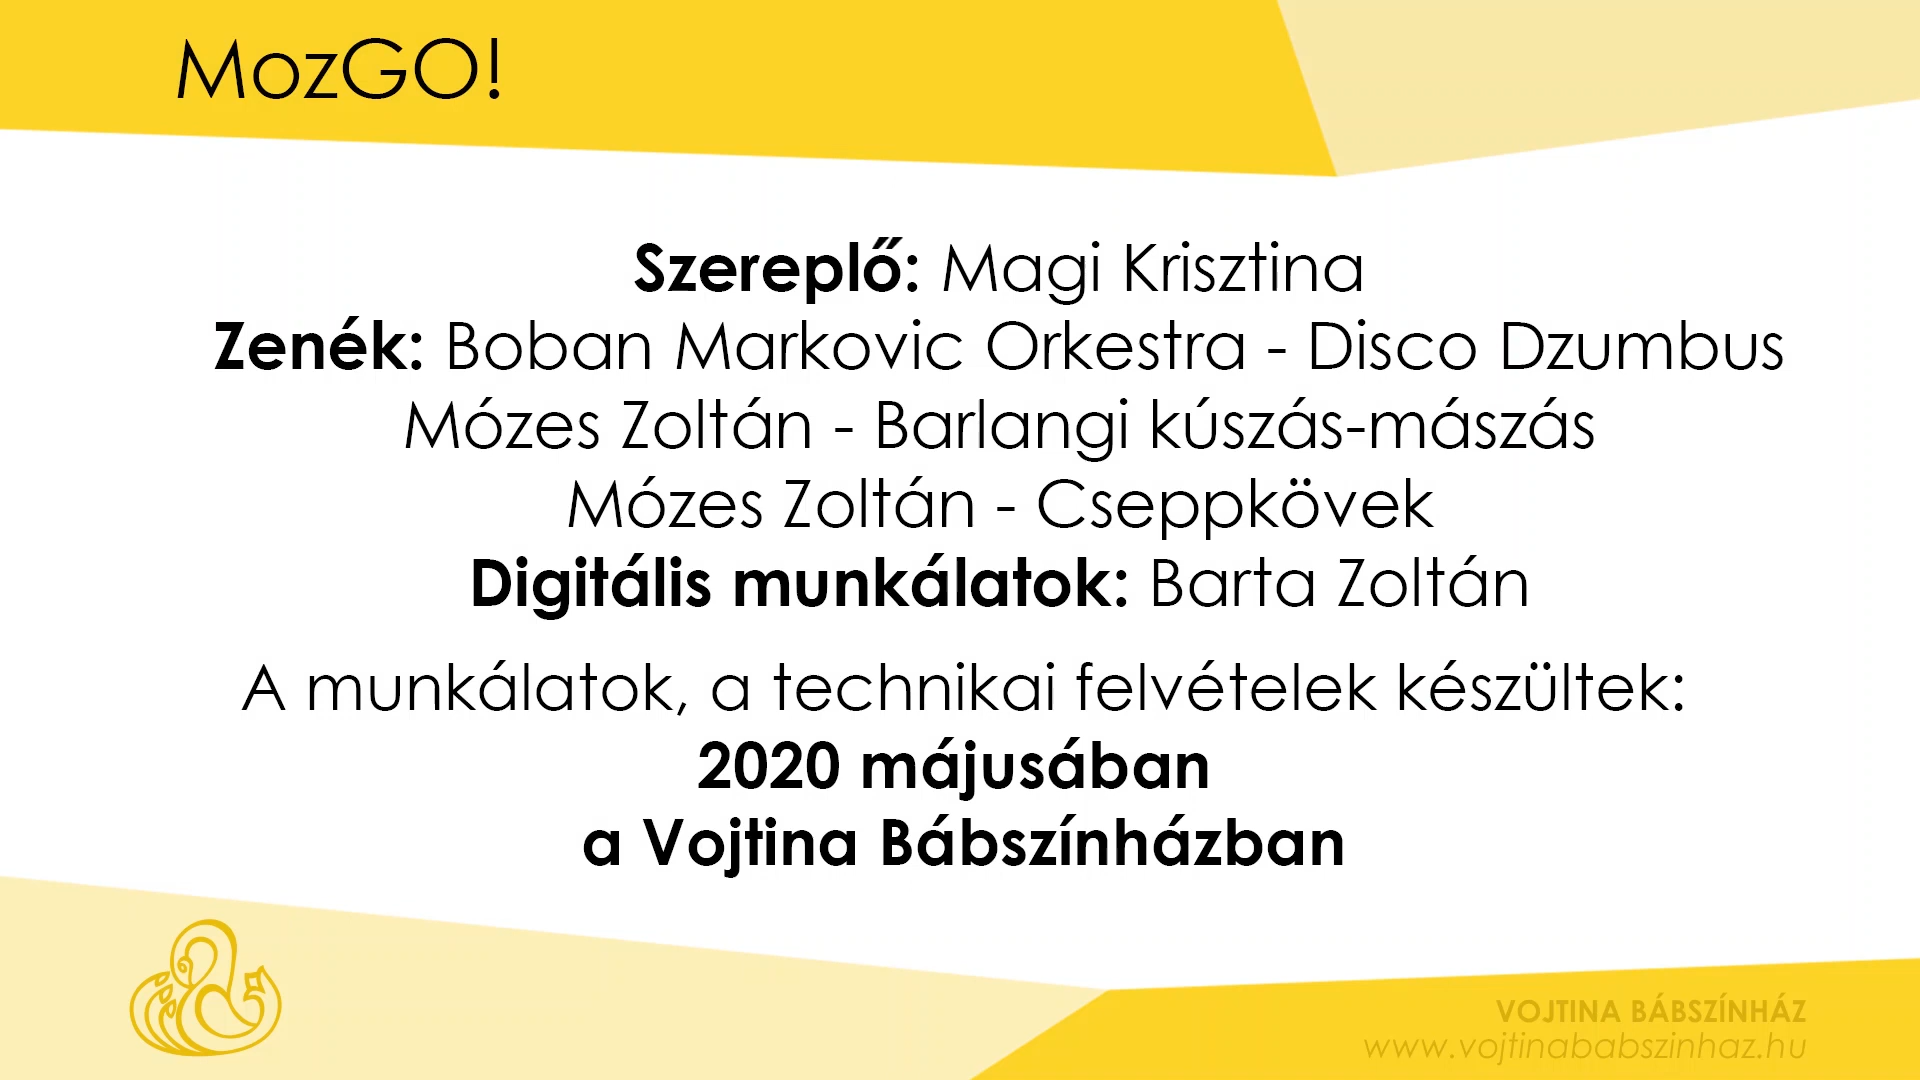 MozGO!
Szereplő: Magi Krisztina
Zenék: Boban Markovic Orkestra - Disco Dzumbus
Mózes Zoltán - Barlangi kúszás-mászás
Mózes Zoltán - Cseppkövek
Digitális munkálatok: Barta Zoltán
A munkálatok, a technikai felvételek készültek:
2020 májusában
a Vojtina Bábszínházban
VOJTINA BÁBSZÍNHÁZ
www.vojtinababszinhaz.hu